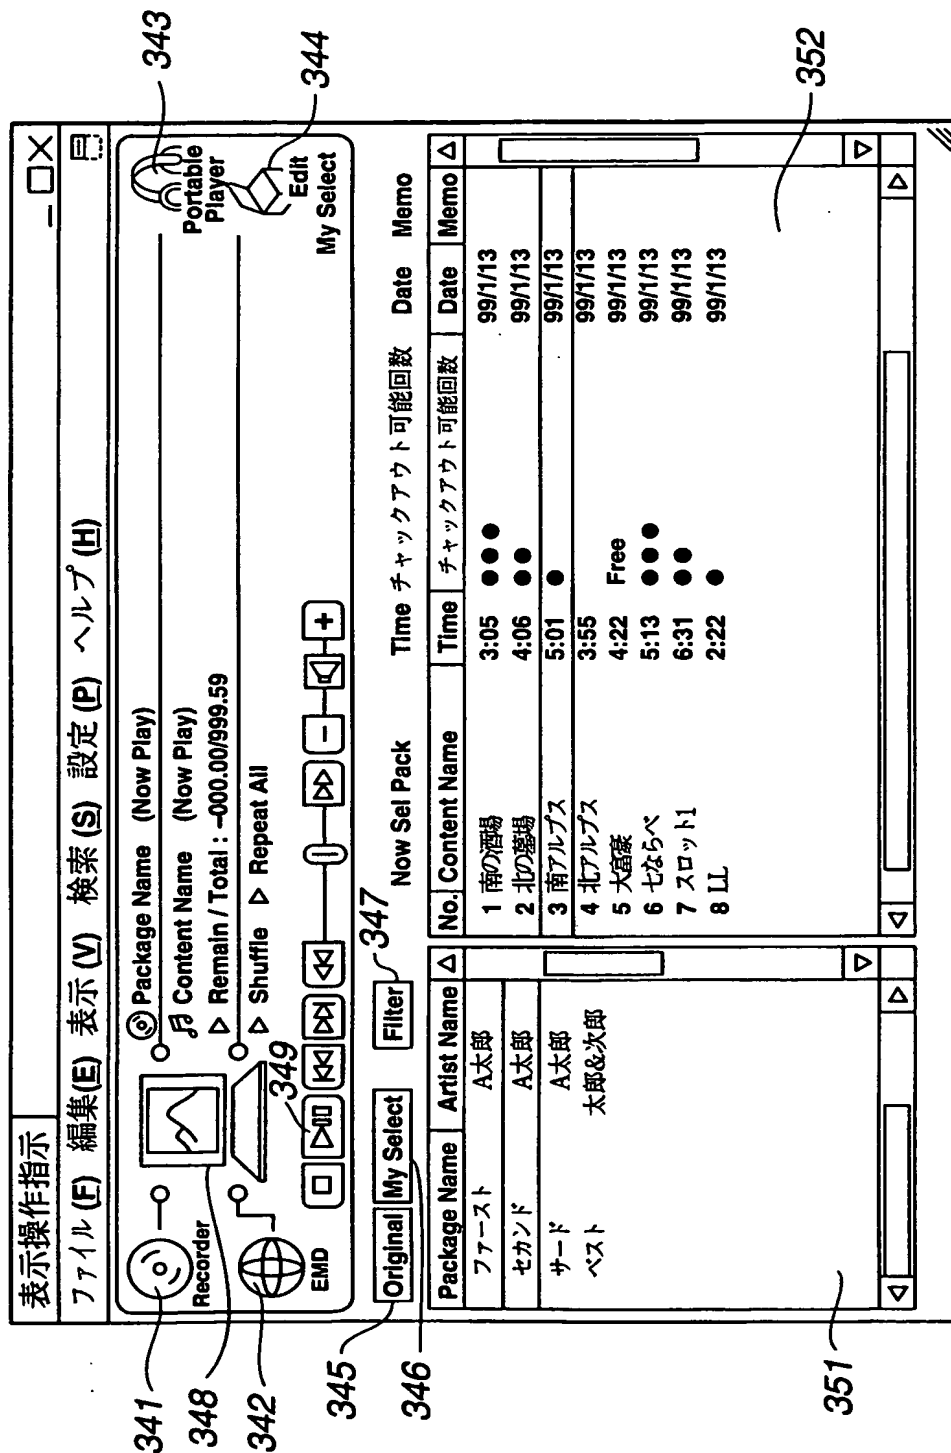 表示操作指示
ファイル (F) 編集(E) 表示 (V) 検索 (S) 設定 (P) ヘルプ (H)
341
348
342
Recorder
EMD
Package Name (Now Play)
Content Name (Now Play)
Remain / Total : –000.00/999.59
Shuffle Repeat All
349
Portable
Player
Edit
My Select
343
344
345
346
347
Original My Select Filter
Now Sel Pack Time チャックアウト可能回数 Date Memo
Package Name Artist Name
ファースト A太郎
セカンド A太郎
サード A太郎
ベスト 太郎&次郎
351
No. Content Name Time チャックアウト可能回数 Date Memo
1 南の酒場 3:05 ●●● 99/1/13
2 北の墓場 4:06 ●● 99/1/13
3 南アルプス 5:01 ● 99/1/13
4 北アルプス 3:55 99/1/13
5 大富豪 4:22 Free 99/1/13
6 七ならべ 5:13 ●●● 99/1/13
7 スロット1 6:31 ●● 99/1/13
8 LL 2:22 ● 99/1/13
352